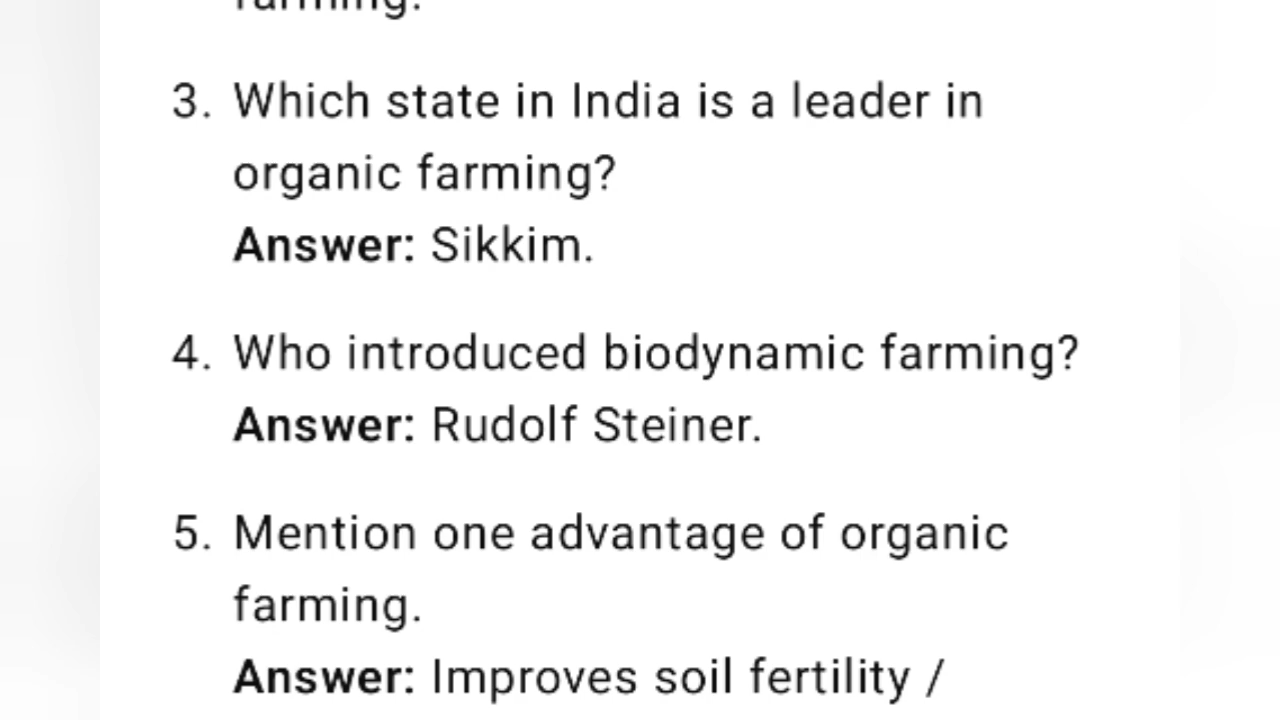 farming.
3. Which state in India is a leader in
organic farming?
Answer: Sikkim.
4. Who introduced biodynamic farming?
Answer: Rudolf Steiner.
5. Mention one advantage of organic
farming.
Answer: Improves soil fertility /